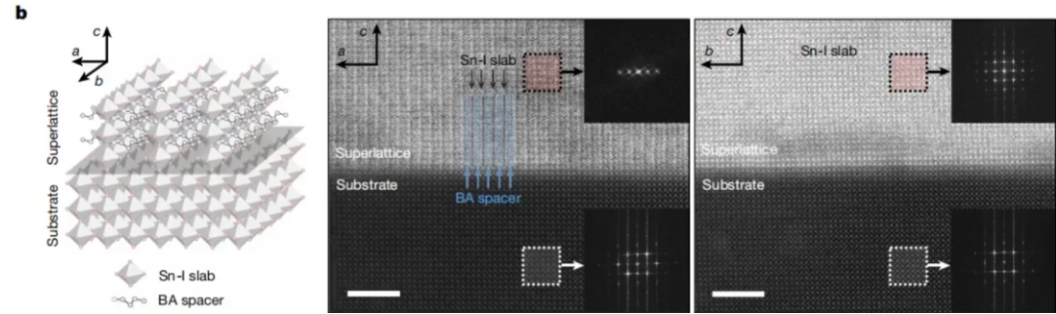 b
c
a
b
Superlattice
Substrate
Sn-I slab
BA spacer
c
a
Sn-I slab
Superlattice
Substrate
BA spacer
c
b
Sn-I slab
Superlattice
Substrate